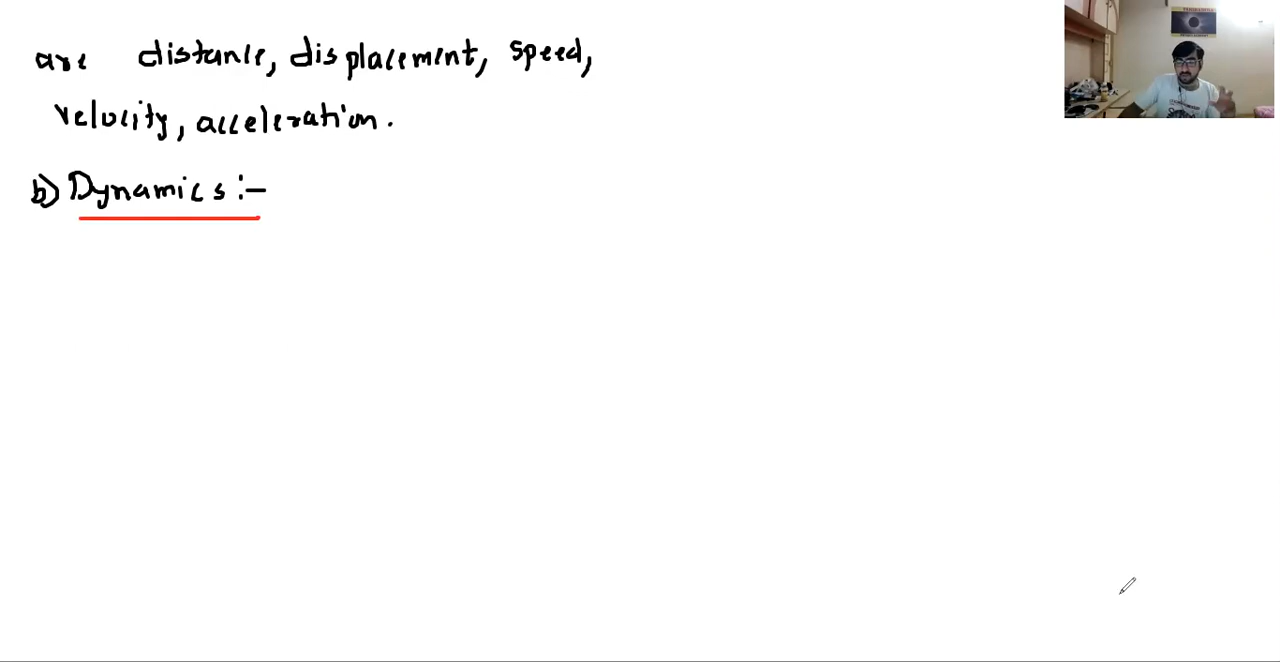 are distance, displacement, speed,
velocity, acceleration.
b) Dynamics :-